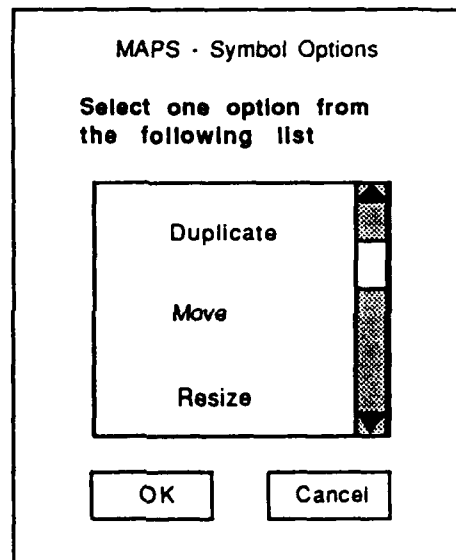 MAPS - Symbol Options
Select one option from
the following list
Duplicate
Move
Resize
OK
Cancel